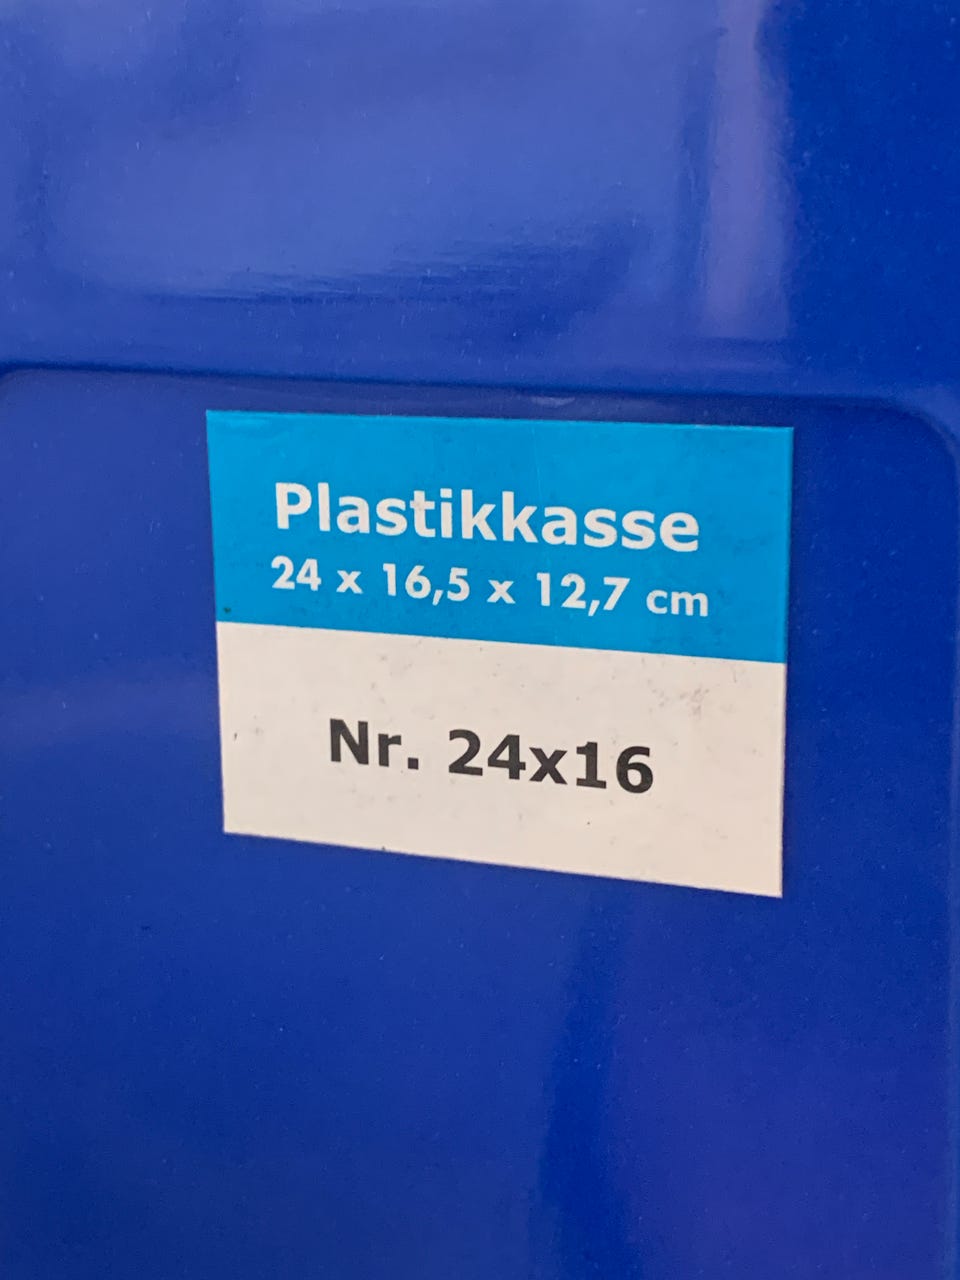 Plastikkasse
24 x 16,5 x 12,7 cm
Nr. 24x16